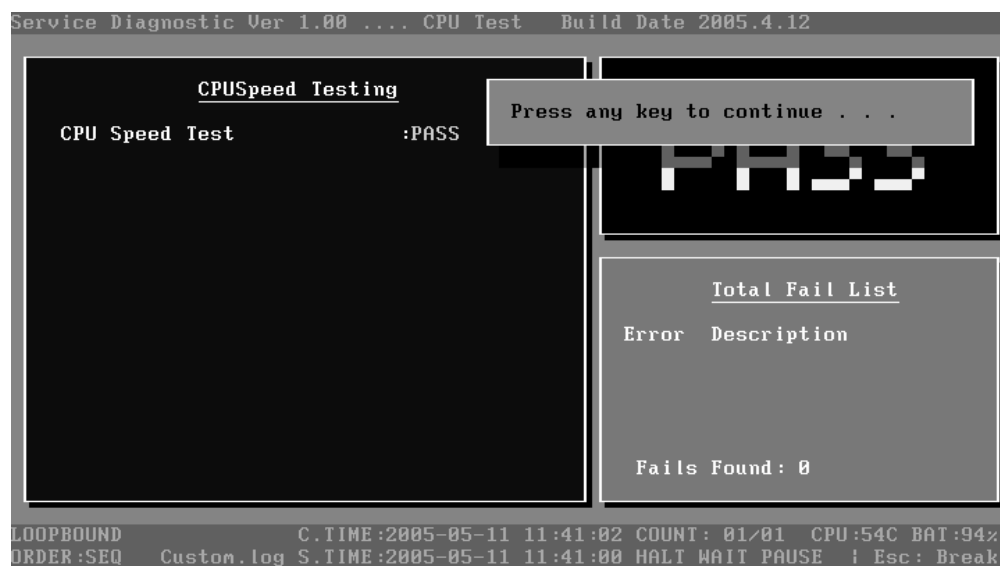 Service Diagnostic Ver 1.00 .... CPU Test Build Date 2005.4.12
CPUSpeed Testing
CPU Speed Test :PASS
Press any key to continue . . .
PASS
Total Fail List
Error Description
Fails Found: 0
LOOPBOUND C.TIME:2005-05-11 11:41:02 COUNT: 01/01 CPU:54C BAT:94%
ORDER:SEQ Custom.log S.TIME:2005-05-11 11:41:00 HALT WAIT PAUSE ¦ Esc: Break